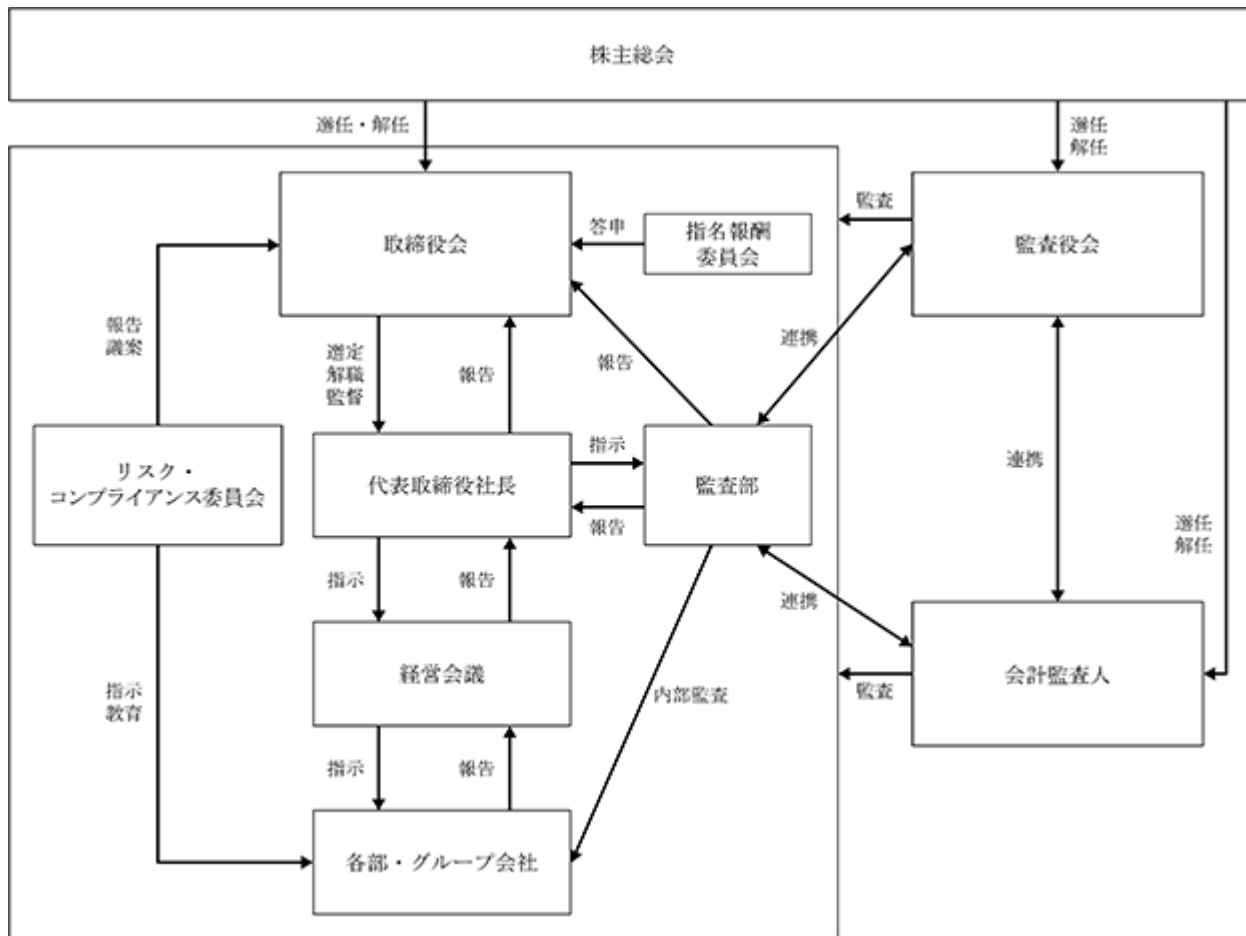 株主総会
選任・解任
選任
解任
取締役会
答申
指名報酬
委員会
監査
監査役会
報告
議案
選定
解職
監督
報告
報告
連携
リスク・
コンプライアンス委員会
代表取締役社長
指示
報告
監査部
連携
選任
解任
指示
報告
連携
経営会議
内部監査
監査
会計監査人
指示
教育
指示
報告
各部・グループ会社